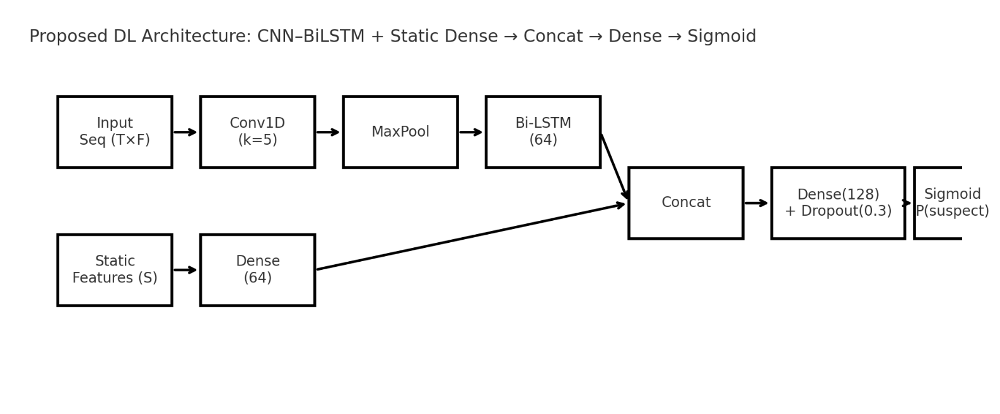 Proposed DL Architecture: CNN–BiLSTM + Static Dense → Concat → Dense → Sigmoid
Input
Seq (T×F)
Conv1D
(k=5)
MaxPool
Bi-LSTM
(64)
Static
Features (S)
Dense
(64)
Concat
Dense(128)
+ Dropout(0.3)
Sigmoid
P(suspect)